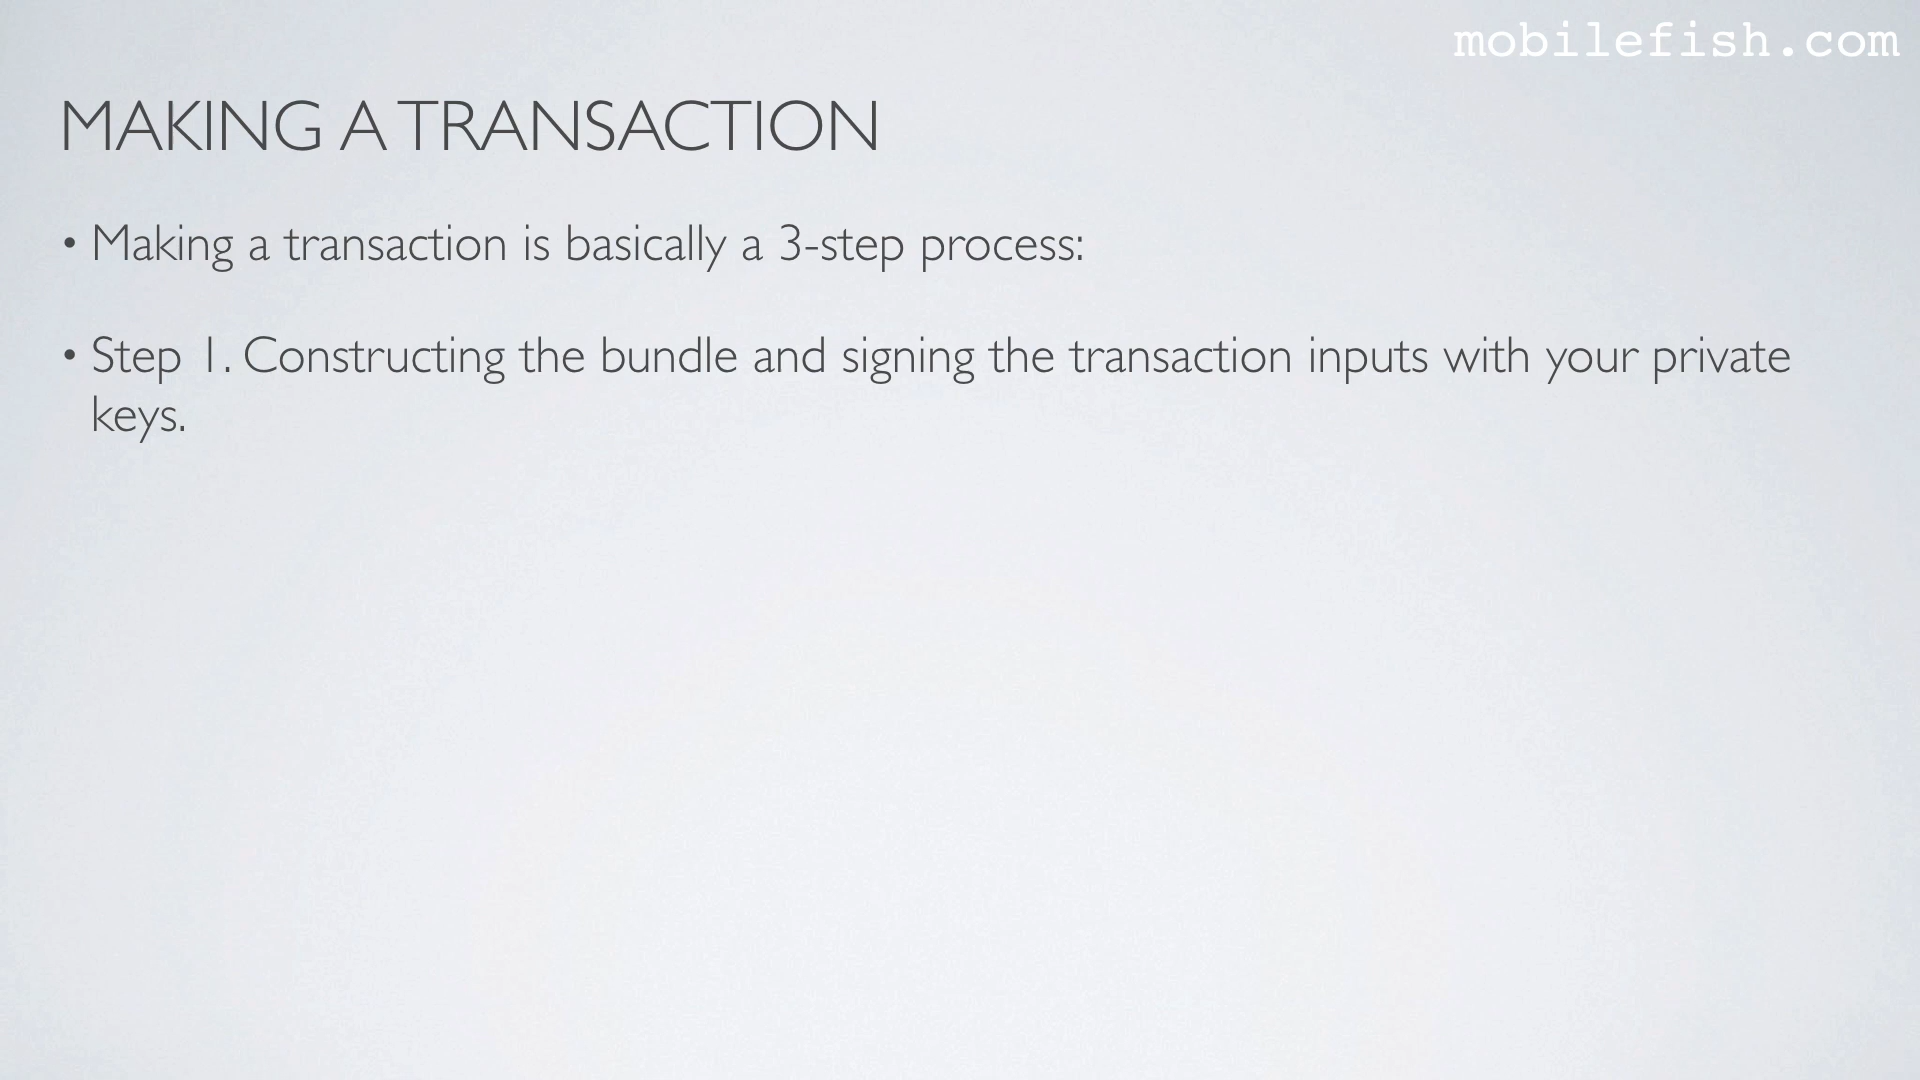 mobilefish.com
MAKING A TRANSACTION
• Making a transaction is basically a 3-step process:
• Step 1. Constructing the bundle and signing the transaction inputs with your private
keys.